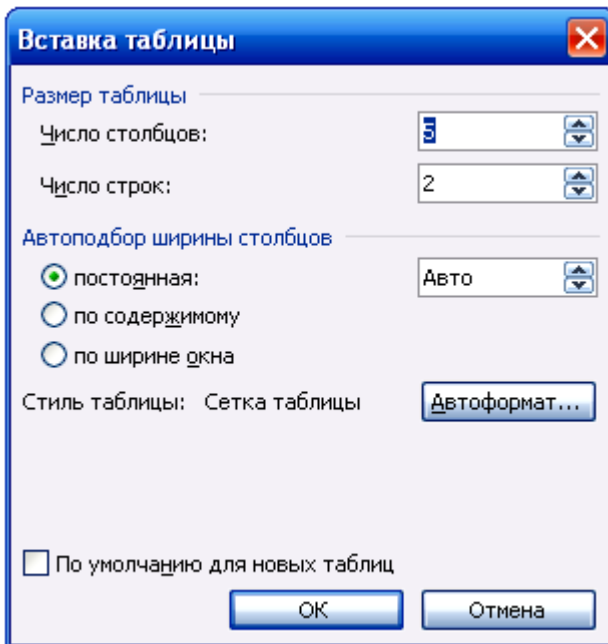 Вставка таблицы
Размер таблицы
Число столбцов: 5
Число строк: 2
Автоподбор ширины столбцов
постоянная: Авто
по содержимому
по ширине окна
Стиль таблицы: Сетка таблицы Автоформат...
По умолчанию для новых таблиц
ОК Отмена